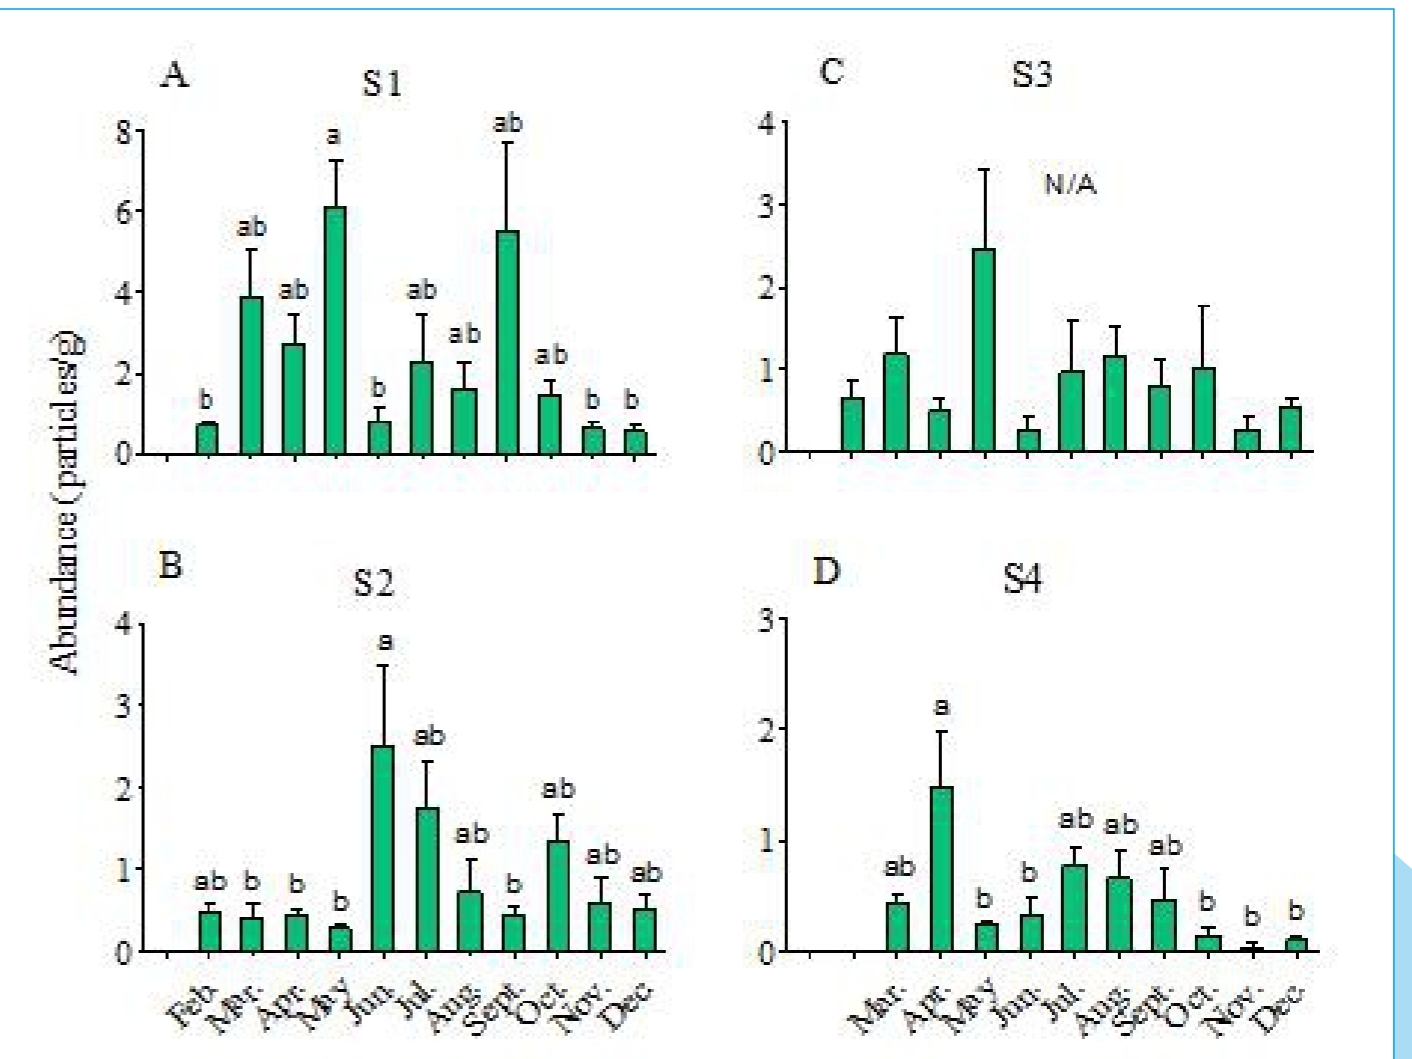 A
S1
8
6
4
2
0
b
ab
ab
a
b
ab
ab
ab
ab
b
b
C
S3
4
3
2
1
0
N/A
Abundance (particles/g)
B
S2
4
3
2
1
0
ab
b
b
b
a
ab
ab
b
ab
ab
ab
Feb.
Mar.
Apr.
May
Jun.
Jul.
Aug.
Sept.
Oct.
Nov.
Dec.
D
S4
3
2
1
0
ab
a
b
b
ab
ab
ab
b
b
b
Mar.
Apr.
May
Jun.
Jul.
Aug.
Sept.
Oct.
Nov.
Dec.